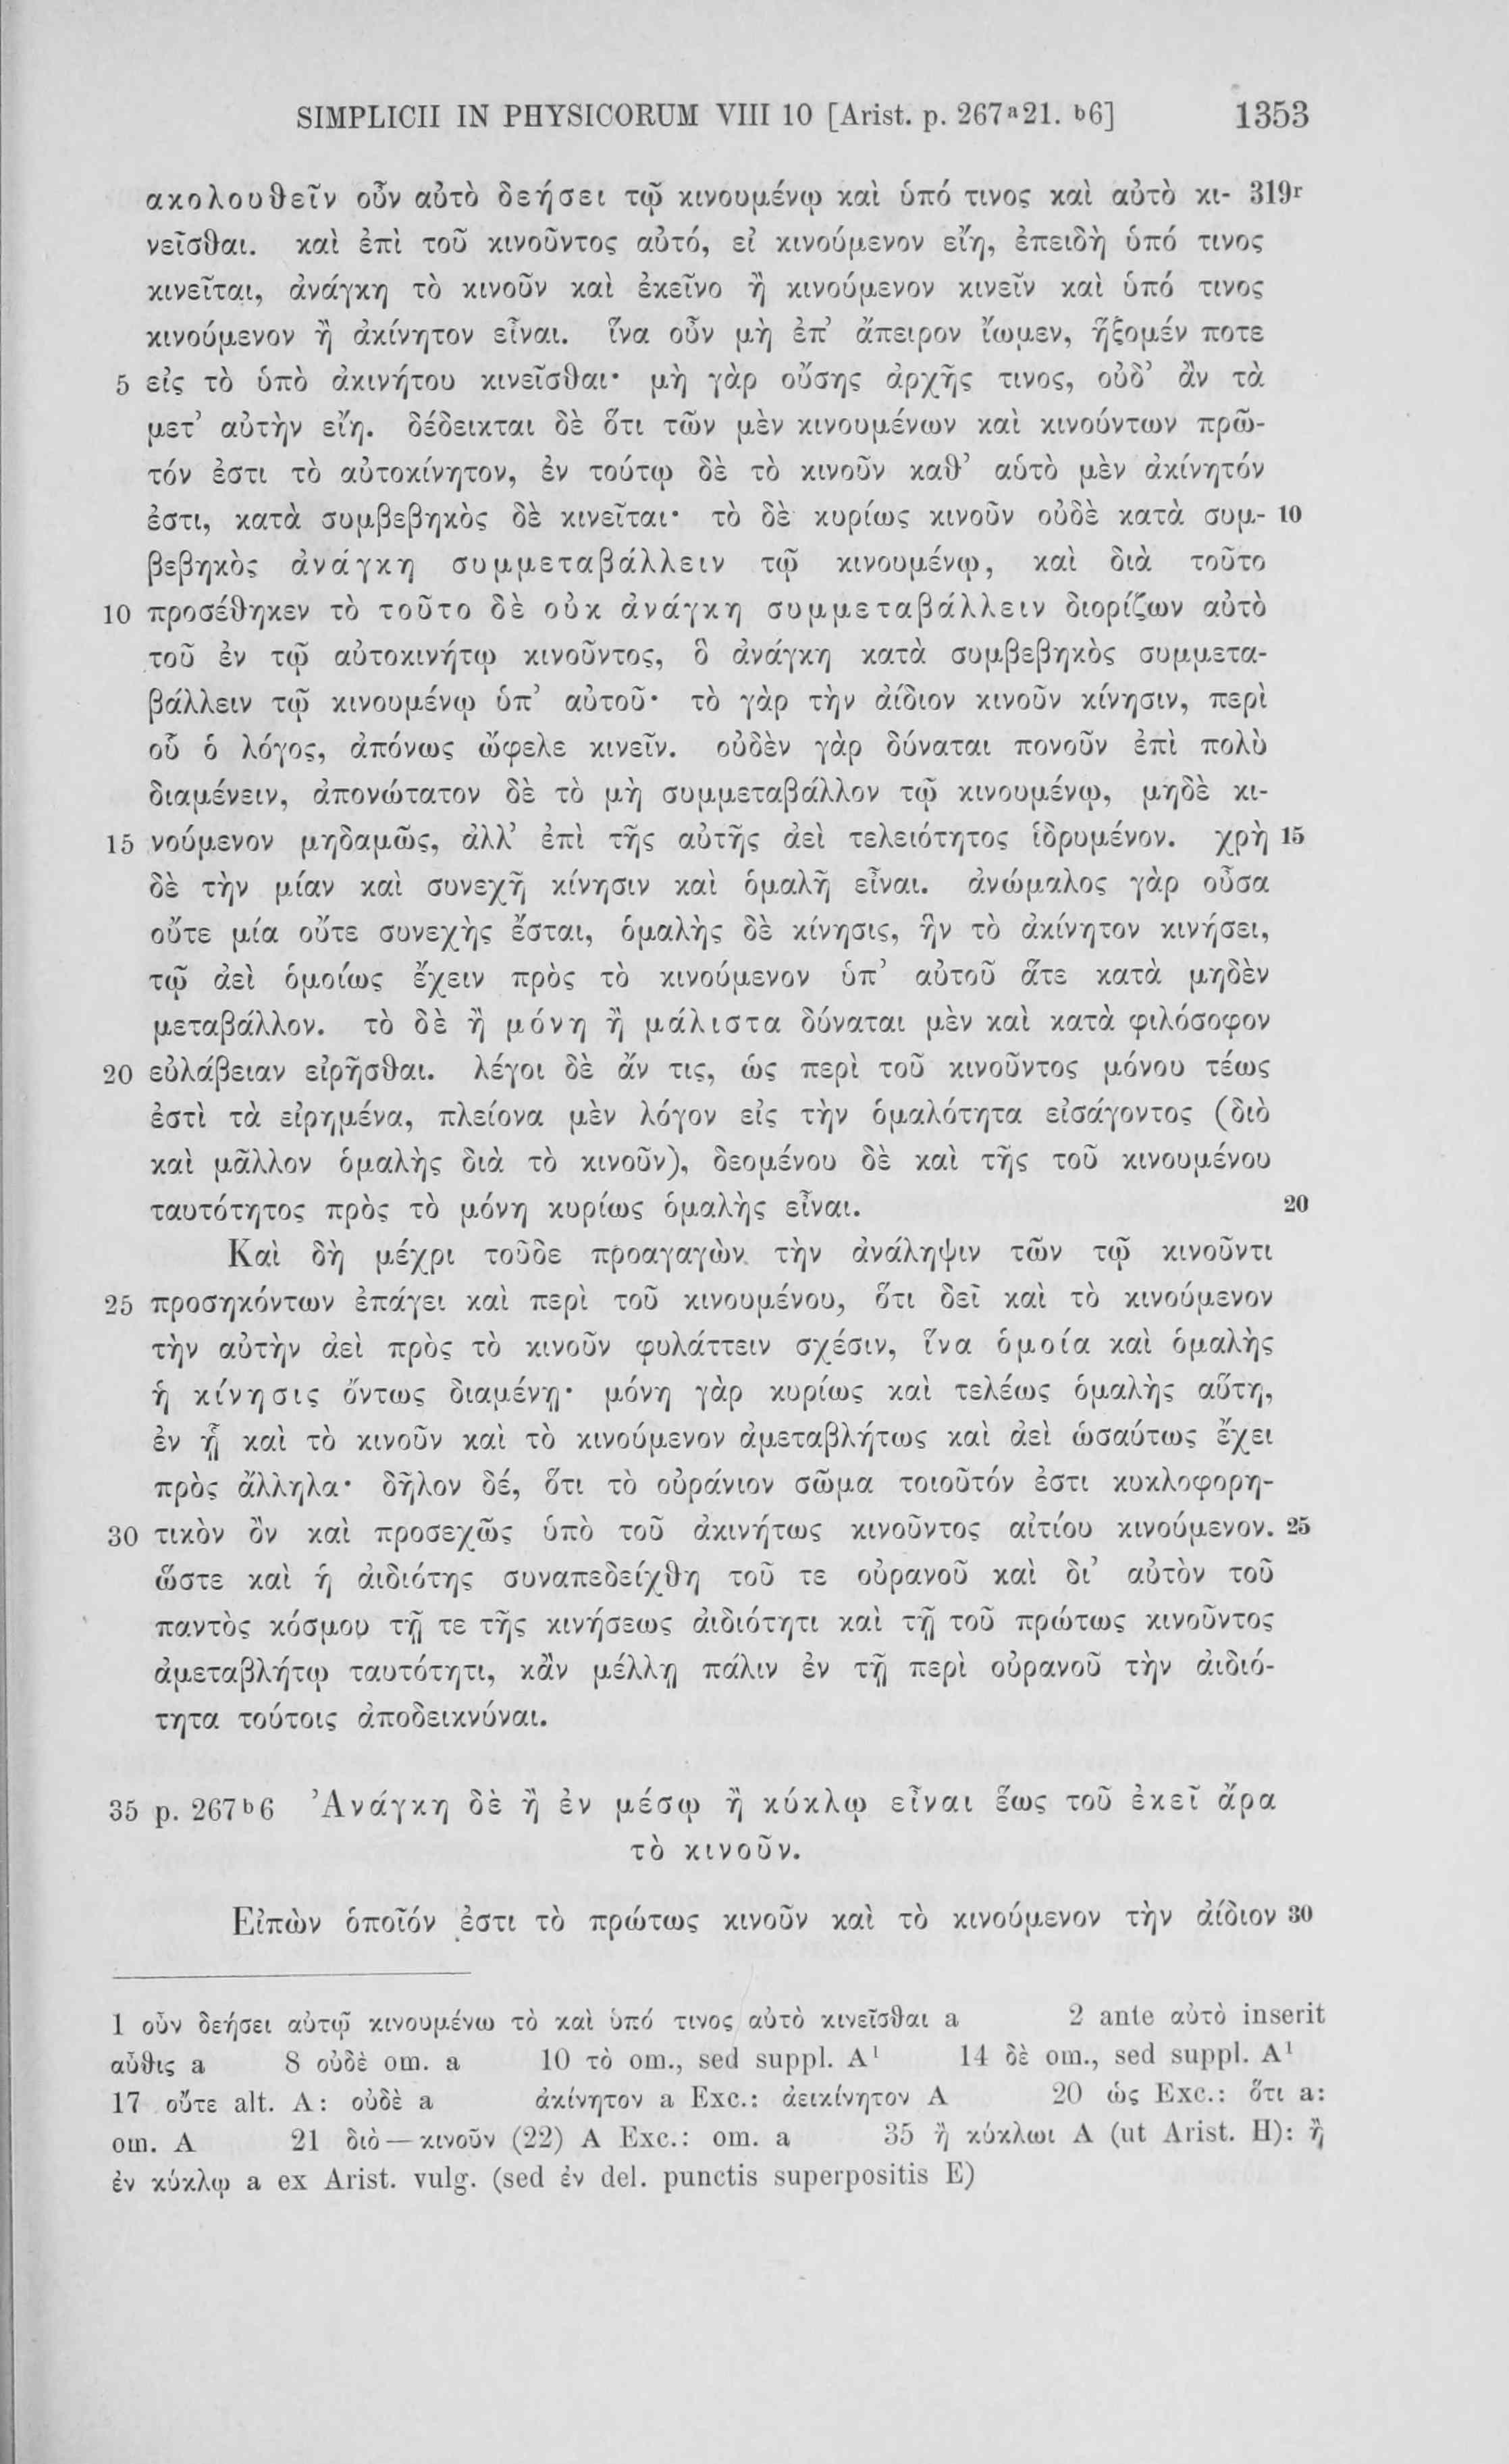 SIMPLICII IN PHYSICORUM VIII 10 [Arist. p. 267ᵃ21. ᵇ6] 1353
ακολουθεῖν οὖν αὐτὸ δεήσει τῷ κινουμένῳ καὶ ὑπό τινος καὶ αὐτὸ κι- 319ʳ
νεῖσθαι. καὶ ἐπὶ τοῦ κινοῦντος αὐτό, εἰ κινούμενον εἴη, ἐπειδὴ ὑπό τινος
κινεῖται, ἀνάγκη τὸ κινοῦν καὶ ἐκεῖνο ἢ κινούμενον κινεῖν καὶ ὑπό τινος
κινούμενον ἢ ἀκίνητον εἶναι. ἵνα οὖν μὴ ἐπ’ ἄπειρον ἴωμεν, ἥξομέν ποτε
5 εἰς τὸ ὑπὸ ἀκινήτου κινεῖσθαι· μὴ γὰρ οὔσης ἀρχῆς τινος, οὐδ’ ἂν τὰ
μετ’ αὐτὴν εἴη. δέδεικται δὲ ὅτι τῶν μὲν κινουμένων καὶ κινούντων πρῶ-
τόν ἐστι τὸ αὐτοκίνητον, ἐν τούτῳ δὲ τὸ κινοῦν καθ’ αὑτὸ μὲν ἀκίνητόν
ἐστι, κατὰ συμβεβηκὸς δὲ κινεῖται· τὸ δὲ κυρίως κινοῦν οὐδὲ κατὰ συμ- 10
βεβηκὸς ἀνάγκη συμμεταβάλλειν τῷ κινουμένῳ, καὶ διὰ τοῦτο
10 προσέθηκεν τὸ τοῦτο δὲ οὐκ ἀνάγκη συμμεταβάλλειν διορίζων αὐτὸ
τοῦ ἐν τῷ αὐτοκινήτῳ κινοῦντος, ὃ ἀνάγκη κατὰ συμβεβηκὸς συμμετα-
βάλλειν τῷ κινουμένῳ ὑπ’ αὐτοῦ· τὸ γὰρ τὴν ἀίδιον κινοῦν κίνησιν, περὶ
οὗ ὁ λόγος, ἀπόνως ὤφελε κινεῖν. οὐδὲν γὰρ δύναται πονοῦν ἐπὶ πολὺ
διαμένειν, ἀπονώτατον δὲ τὸ μὴ συμμεταβάλλον τῷ κινουμένῳ, μηδὲ κι-
15 νούμενον μηδαμῶς, ἀλλ’ ἐπὶ τῆς αὐτῆς ἀεὶ τελειότητος ἱδρυμένον. χρὴ 15
δὲ τὴν μίαν καὶ συνεχῆ κίνησιν καὶ ὁμαλῆ εἶναι. ἀνώμαλος γὰρ οὖσα
οὔτε μία οὔτε συνεχὴς ἔσται, ὁμαλὴς δὲ κίνησις, ἣν τὸ ἀκίνητον κινήσει,
τῷ ἀεὶ ὁμοίως ἔχειν πρὸς τὸ κινούμενον ὑπ’ αὐτοῦ ἅτε κατὰ μηδὲν
μεταβάλλον. τὸ δὲ ἢ μόνη ἢ μάλιστα δύναται μὲν καὶ κατὰ φιλόσοφον
20 εὐλάβειαν εἰρῆσθαι. λέγοι δὲ ἄν τις, ὡς περὶ τοῦ κινοῦντος μόνου τέως
ἐστὶ τὰ εἰρημένα, πλείονα μὲν λόγον εἰς τὴν ὁμαλότητα εἰσάγοντος (διὸ
καὶ μᾶλλον ὁμαλὴς διὰ τὸ κινοῦν), δεομένου δὲ καὶ τῆς τοῦ κινουμένου
ταυτότητος πρὸς τὸ μόνη κυρίως ὁμαλὴς εἶναι. 20
Καὶ δὴ μέχρι τοῦδε προαγαγὼν τὴν ἀνάληψιν τῶν τῷ κινοῦντι
25 προσηκόντων ἐπάγει καὶ περὶ τοῦ κινουμένου, ὅτι δεῖ καὶ τὸ κινούμενον
τὴν αὐτὴν ἀεὶ πρὸς τὸ κινοῦν φυλάττειν σχέσιν, ἵνα ὁμοία καὶ ὁμαλὴς
ἡ κίνησις ὄντως διαμένῃ· μόνη γὰρ κυρίως καὶ τελέως ὁμαλὴς αὕτη,
ἐν ᾗ καὶ τὸ κινοῦν καὶ τὸ κινούμενον ἀμεταβλήτως καὶ ἀεὶ ὡσαύτως ἔχει
πρὸς ἄλληλα· δῆλον δέ, ὅτι τὸ οὐράνιον σῶμα τοιοῦτόν ἐστι κυκλοφορη-
30 τικὸν ὂν καὶ προσεχῶς ὑπὸ τοῦ ἀκινήτως κινοῦντος αἰτίου κινούμενον. 25
ὥστε καὶ ἡ ἀιδιότης συναπεδείχθη τοῦ τε οὐρανοῦ καὶ δι’ αὐτὸν τοῦ
παντὸς κόσμου τῇ τε τῆς κινήσεως ἀιδιότητι καὶ τῇ τοῦ πρώτως κινοῦντος
ἀμεταβλήτῳ ταυτότητι, κἂν μέλλῃ πάλιν ἐν τῇ περὶ οὐρανοῦ τὴν ἀιδιό-
τητα τούτοις ἀποδεικνύναι.
35 p. 267ᵇ6 Ἀνάγκη δὲ ἢ ἐν μέσῳ ἢ κύκλῳ εἶναι ἕως τοῦ ἐκεῖ ἄρα
τὸ κινοῦν.
Εἰπὼν ὁποῖόν ἐστι τὸ πρώτως κινοῦν καὶ τὸ κινούμενον τὴν ἀίδιον 30
1 οὖν δεήσει αὐτῷ κινουμένω τὸ καὶ ὑπό τινος αὐτὸ κινεῖσθαι a 2 ante αὐτὸ inserit
αὖθις a 8 οὐδὲ om. a 10 τὸ om., sed suppl. A¹ 14 δὲ om., sed suppl. A¹
17 οὔτε alt. A: οὐδὲ a ἀκίνητον a Exc.: ἀεικίνητον A 20 ὡς Exc.: ὅτι a:
om. A 21 διὸ — κινοῦν (22) A Exc.: om. a 35 ἢ κύκλωι A (ut Arist. H): ἢ
ἐν κύκλῳ a ex Arist. vulg. (sed ἐν del. punctis superpositis E)